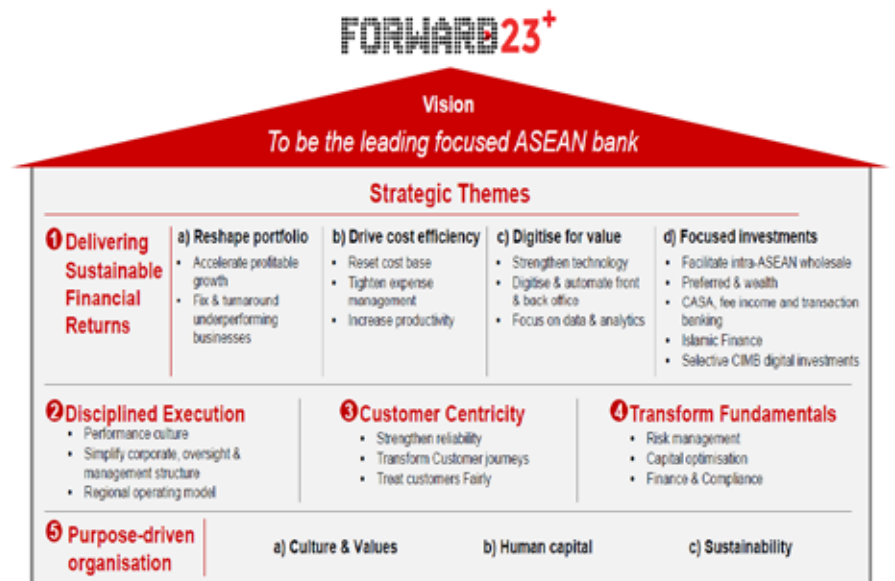 FORWARD23+
Vision
To be the leading focused ASEAN bank
Strategic Themes
1 Delivering
Sustainable
Financial
Returns
a) Reshape portfolio
• Accelerate profitable
growth
• Fix & turnaround
underperforming
businesses
b) Drive cost efficiency
• Reset cost base
• Tighten expense
management
• Increase productivity
c) Digitise for value
• Strengthen technology
• Digitise & automate front
& back office
• Focus on data & analytics
d) Focused investments
• Facilitate intra-ASEAN wholesale
• Preferred & wealth
• CASA, fee income and transaction
banking
• Islamic Finance
• Selective CIMB digital investments
2 Disciplined Execution
• Performance culture
• Simplify corporate, oversight &
management structure
• Regional operating model
3 Customer Centricity
• Strengthen reliability
• Transform Customer journeys
• Treat customers Fairly
4 Transform Fundamentals
• Risk management
• Capital optimisation
• Finance & Compliance
5 Purpose-driven
organisation
a) Culture & Values
b) Human capital
c) Sustainability